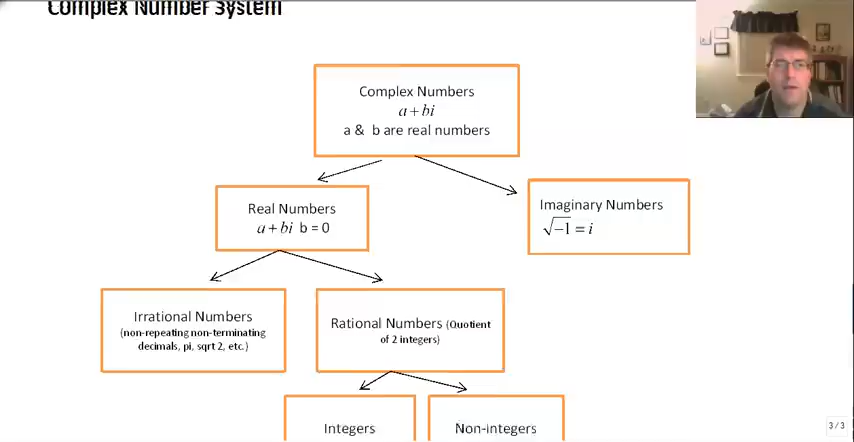 Complex Number System
Complex Numbers
a + bi
a & b are real numbers
Real Numbers
a + bi b = 0
Imaginary Numbers
√-1 = i
Irrational Numbers
(non-repeating non-terminating
decimals, pi, sqrt 2, etc.)
Rational Numbers (Quotient
of 2 integers)
Integers
Non-integers
3 / 3